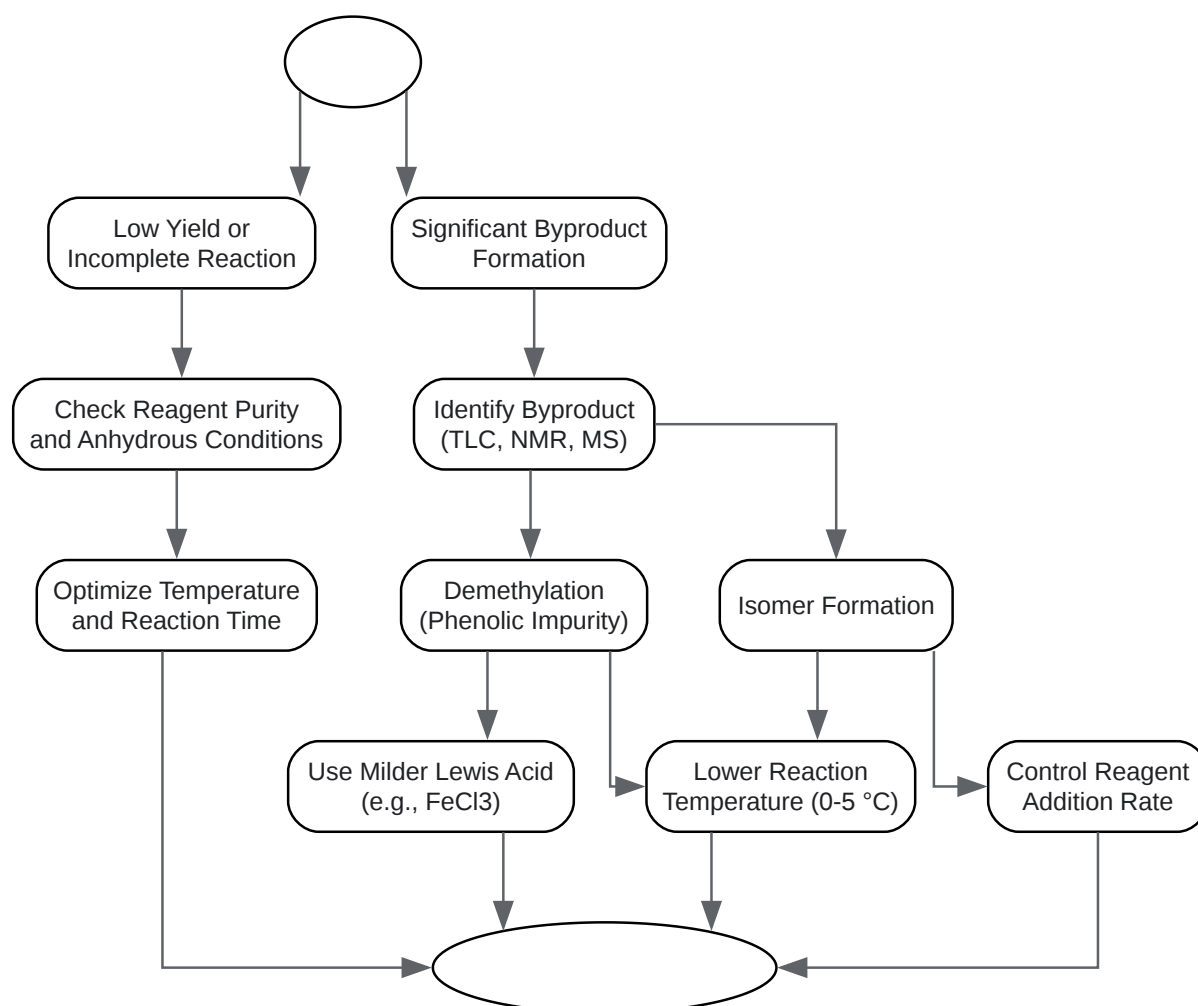 Low Yield or
Incomplete Reaction
Significant Byproduct
Formation
Check Reagent Purity
and Anhydrous Conditions
Identify Byproduct
(TLC, NMR, MS)
Optimize Temperature
and Reaction Time
Demethylation
(Phenolic Impurity)
Isomer Formation
Use Milder Lewis Acid
(e.g., FeCl3)
Lower Reaction
Temperature (0-5 °C)
Control Reagent
Addition Rate